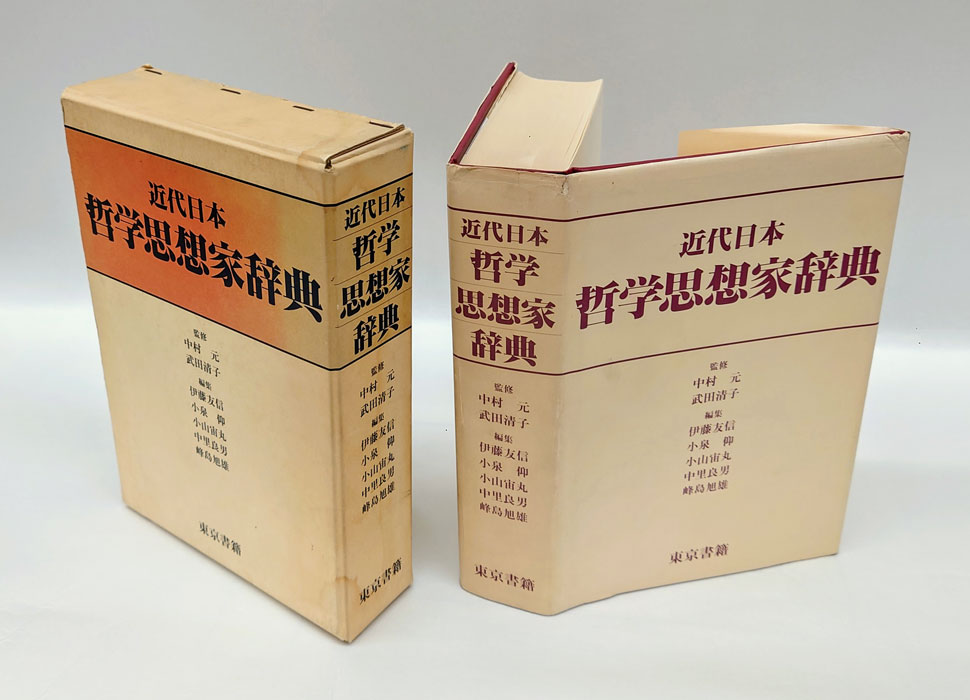 近代日本
哲学思想家辞典
監修
中村 元
武田清子
編集
伊藤友信
小泉 仰
小山宙丸
中里良男
峰島旭雄
東京書籍
近代日本
哲学
思想家
辞典
監修
中村 元
武田清子
編集
伊藤友信
小泉 仰
小山宙丸
中里良男
峰島旭雄
東京書籍
近代日本
哲学
思想家
辞典
監修
中村 元
武田清子
編集
伊藤友信
小泉 仰
小山宙丸
中里良男
峰島旭雄
東京書籍
近代日本
哲学思想家辞典
監修
中村 元
武田清子
編集
伊藤友信
小泉 仰
小山宙丸
中里良男
峰島旭雄
東京書籍